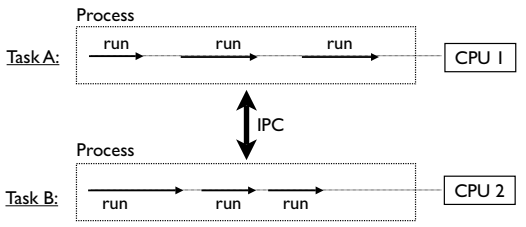 Process
run run run
Task A: CPU 1
IPC
Process
Task B: CPU 2
run run run